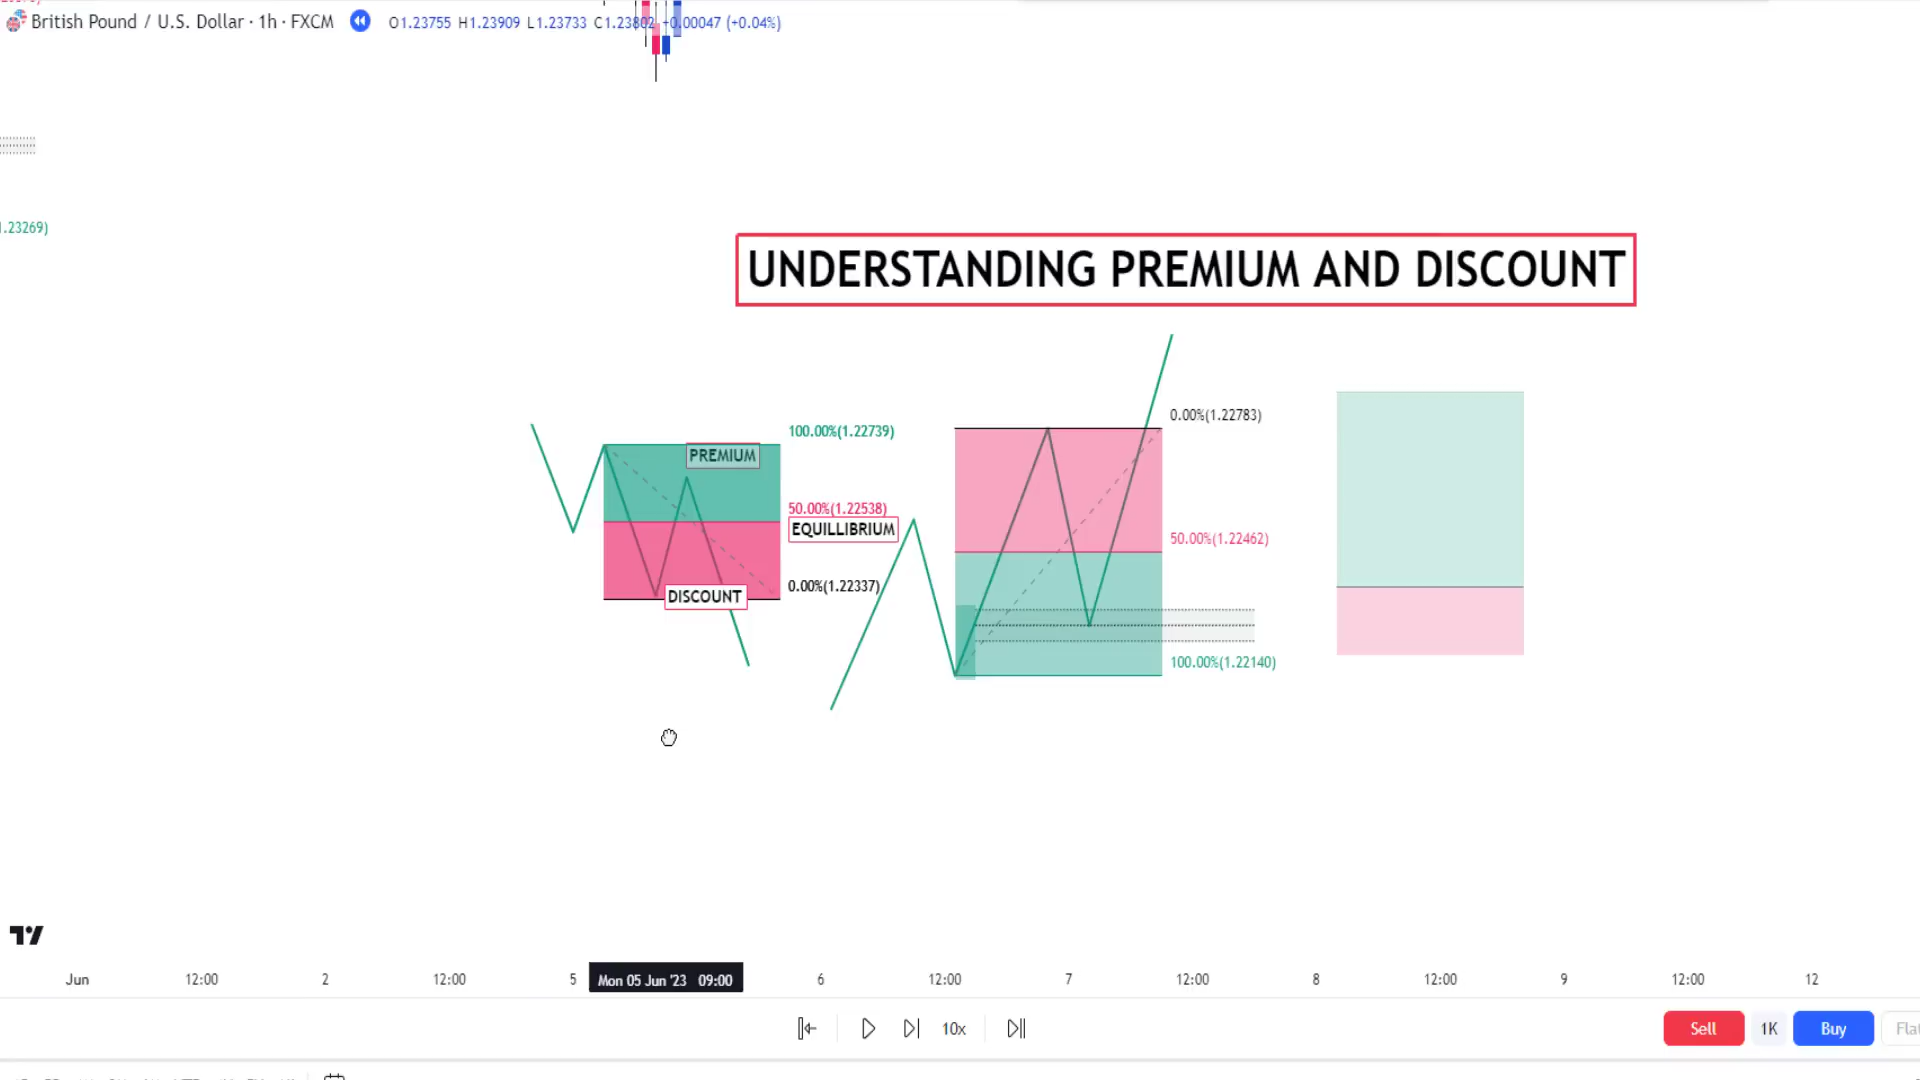 British Pound / U.S. Dollar · 1h · FXCM O1.23755 H1.23909 L1.23733 C1.23802 +0.00047 (+0.04%)
1.23269)
UNDERSTANDING PREMIUM AND DISCOUNT
0.00%(1.22783)
100.00%(1.22739)
PREMIUM
50.00%(1.22538)
EQUILLIBRIUM
50.00%(1.22462)
0.00%(1.22337)
DISCOUNT
100.00%(1.22140)
Jun 12:00 2 12:00 5 Mon 05 Jun '23 09:00 6 12:00 7 12:00 8 12:00 9 12:00 12
10x Sell 1K Buy Fla